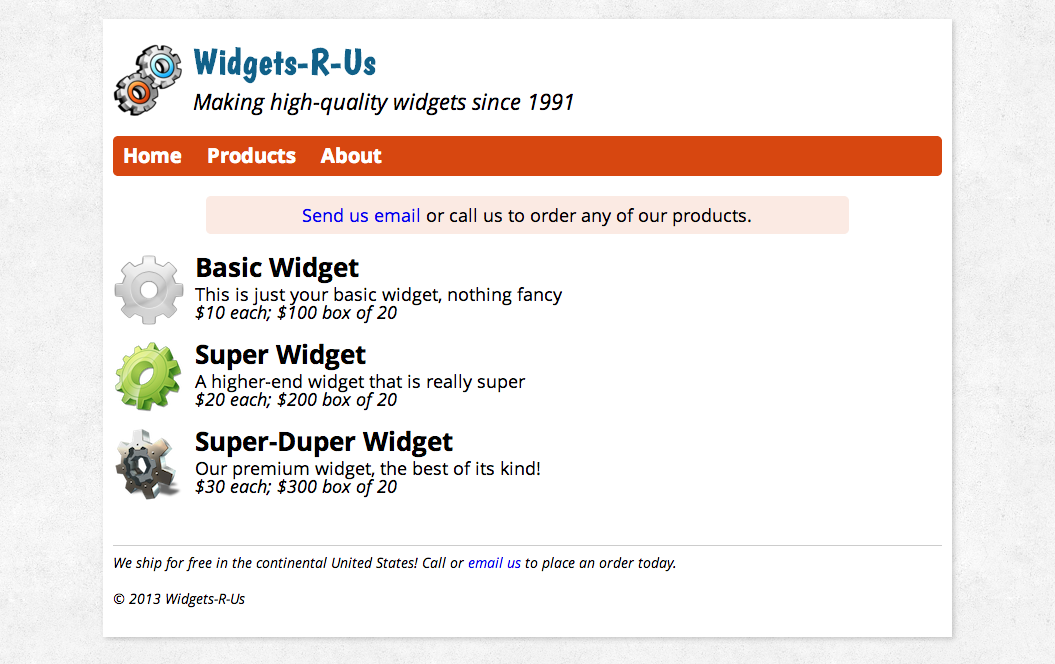 Widgets-R-Us
Making high-quality widgets since 1991
Home Products About
Send us email or call us to order any of our products.
Basic Widget
This is just your basic widget, nothing fancy
$10 each; $100 box of 20
Super Widget
A higher-end widget that is really super
$20 each; $200 box of 20
Super-Duper Widget
Our premium widget, the best of its kind!
$30 each; $300 box of 20
We ship for free in the continental United States! Call or email us to place an order today.
© 2013 Widgets-R-Us